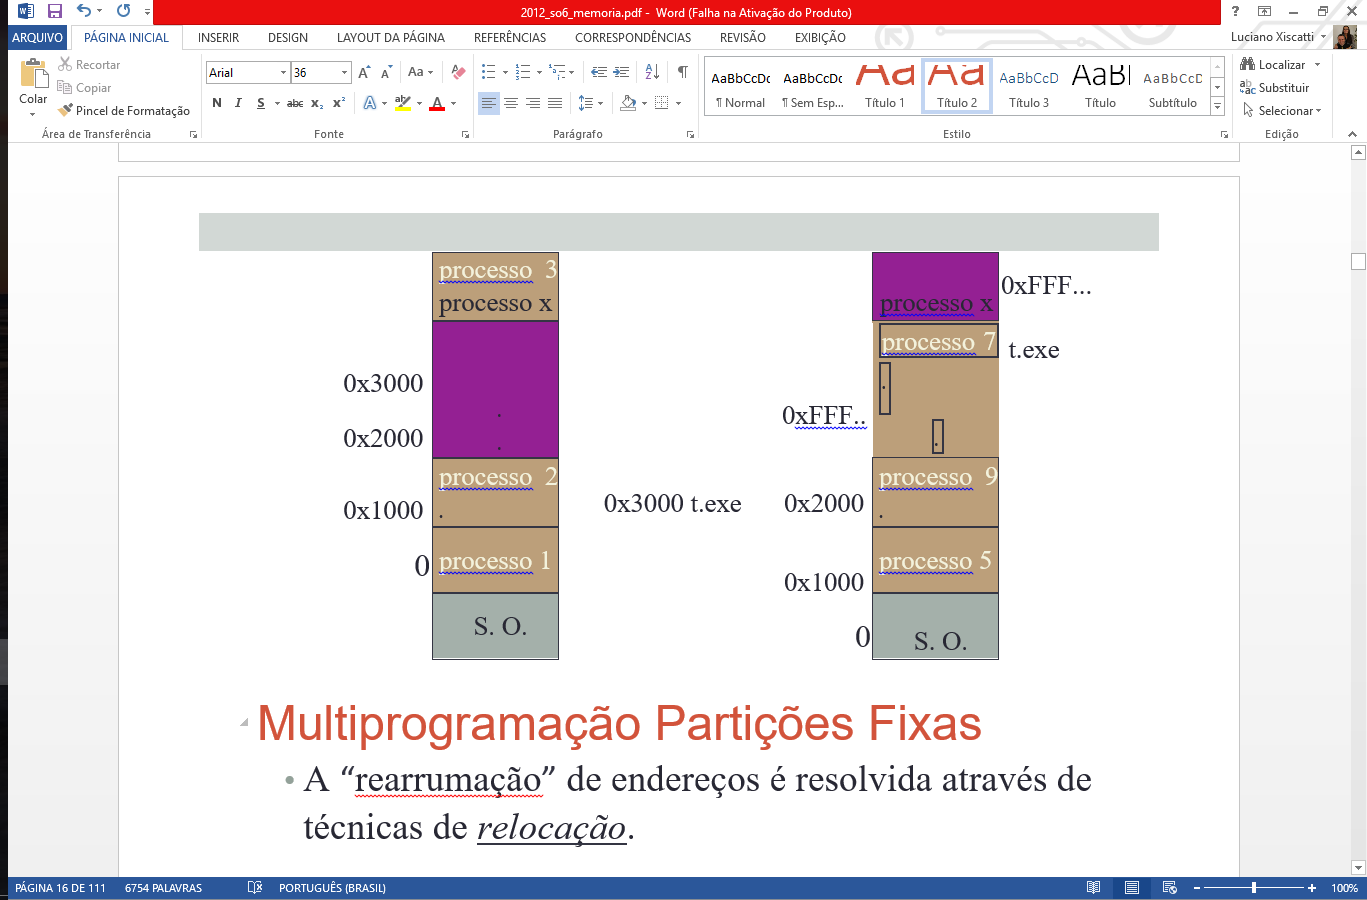 2012_so6_memoria.pdf - Word (Falha na Ativação do Produto)
ARQUIVO PÁGINA INICIAL INSERIR DESIGN LAYOUT DA PÁGINA REFERÊNCIAS CORRESPONDÊNCIAS REVISÃO EXIBIÇÃO Luciano Xiscatti
Colar
Recortar
Copiar
Pincel de Formatação
Área de Transferência
Arial 36
N I S abc x₂ x²
Fonte
Parágrafo
AaBbCcDc AaBbCcDc AaBbCcD AaBl AaBbCcD
¶ Normal ¶ Sem Esp... Título 1 Título 2 Título 3 Título Subtítulo
Estilo
Localizar
Substituir
Selecionar
Edição
processo 3
processo x
0x3000
.
0x2000
.
processo 2
0x1000 .
0 processo 1
S. O.
0x3000 t.exe
processo x 0xFFF...
processo 7 t.exe
.
0xFFF..
.
processo 9
0x2000 .
processo 5
0x1000
0 S. O.
Multiprogramação Partições Fixas
• A “rearrumação” de endereços é resolvida através de
técnicas de relocação.
PÁGINA 16 DE 111 6754 PALAVRAS PORTUGUÊS (BRASIL) 100%